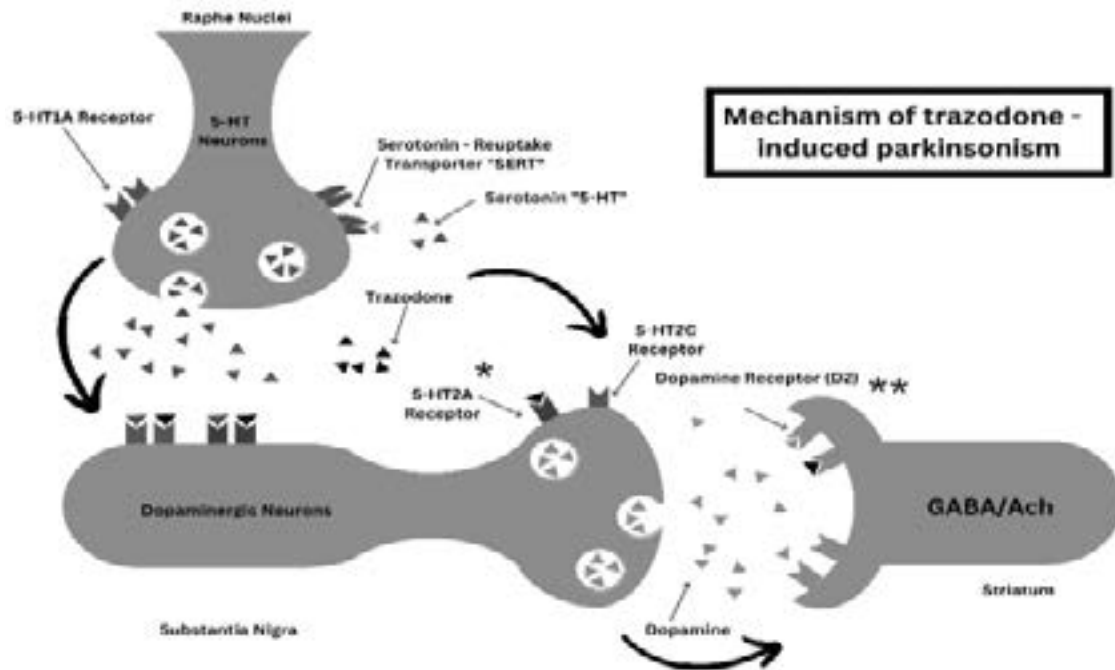 Raphe Nuclei
5-HT1A Receptor
5-HT
Neurons
Serotonin - Reuptake
Transporter "SERT"
Serotonin "5-HT"
Mechanism of trazodone -
induced parkinsonism
Trazodone
5-HT2C
Receptor
*
5-HT2A
Receptor
Dopamine Receptor (D2) **
Dopaminergic Neurons
GABA/Ach
Striatum
Substantia Nigra
Dopamine